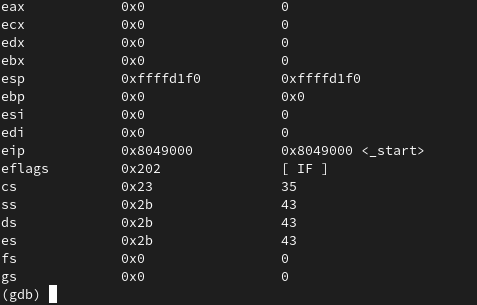 eax 0x0 0
ecx 0x0 0
edx 0x0 0
ebx 0x0 0
esp 0xffffd1f0 0xffffd1f0
ebp 0x0 0x0
esi 0x0 0
edi 0x0 0
eip 0x8049000 0x8049000 <_start>
eflags 0x202 [ IF ]
cs 0x23 35
ss 0x2b 43
ds 0x2b 43
es 0x2b 43
fs 0x0 0
gs 0x0 0
(gdb)